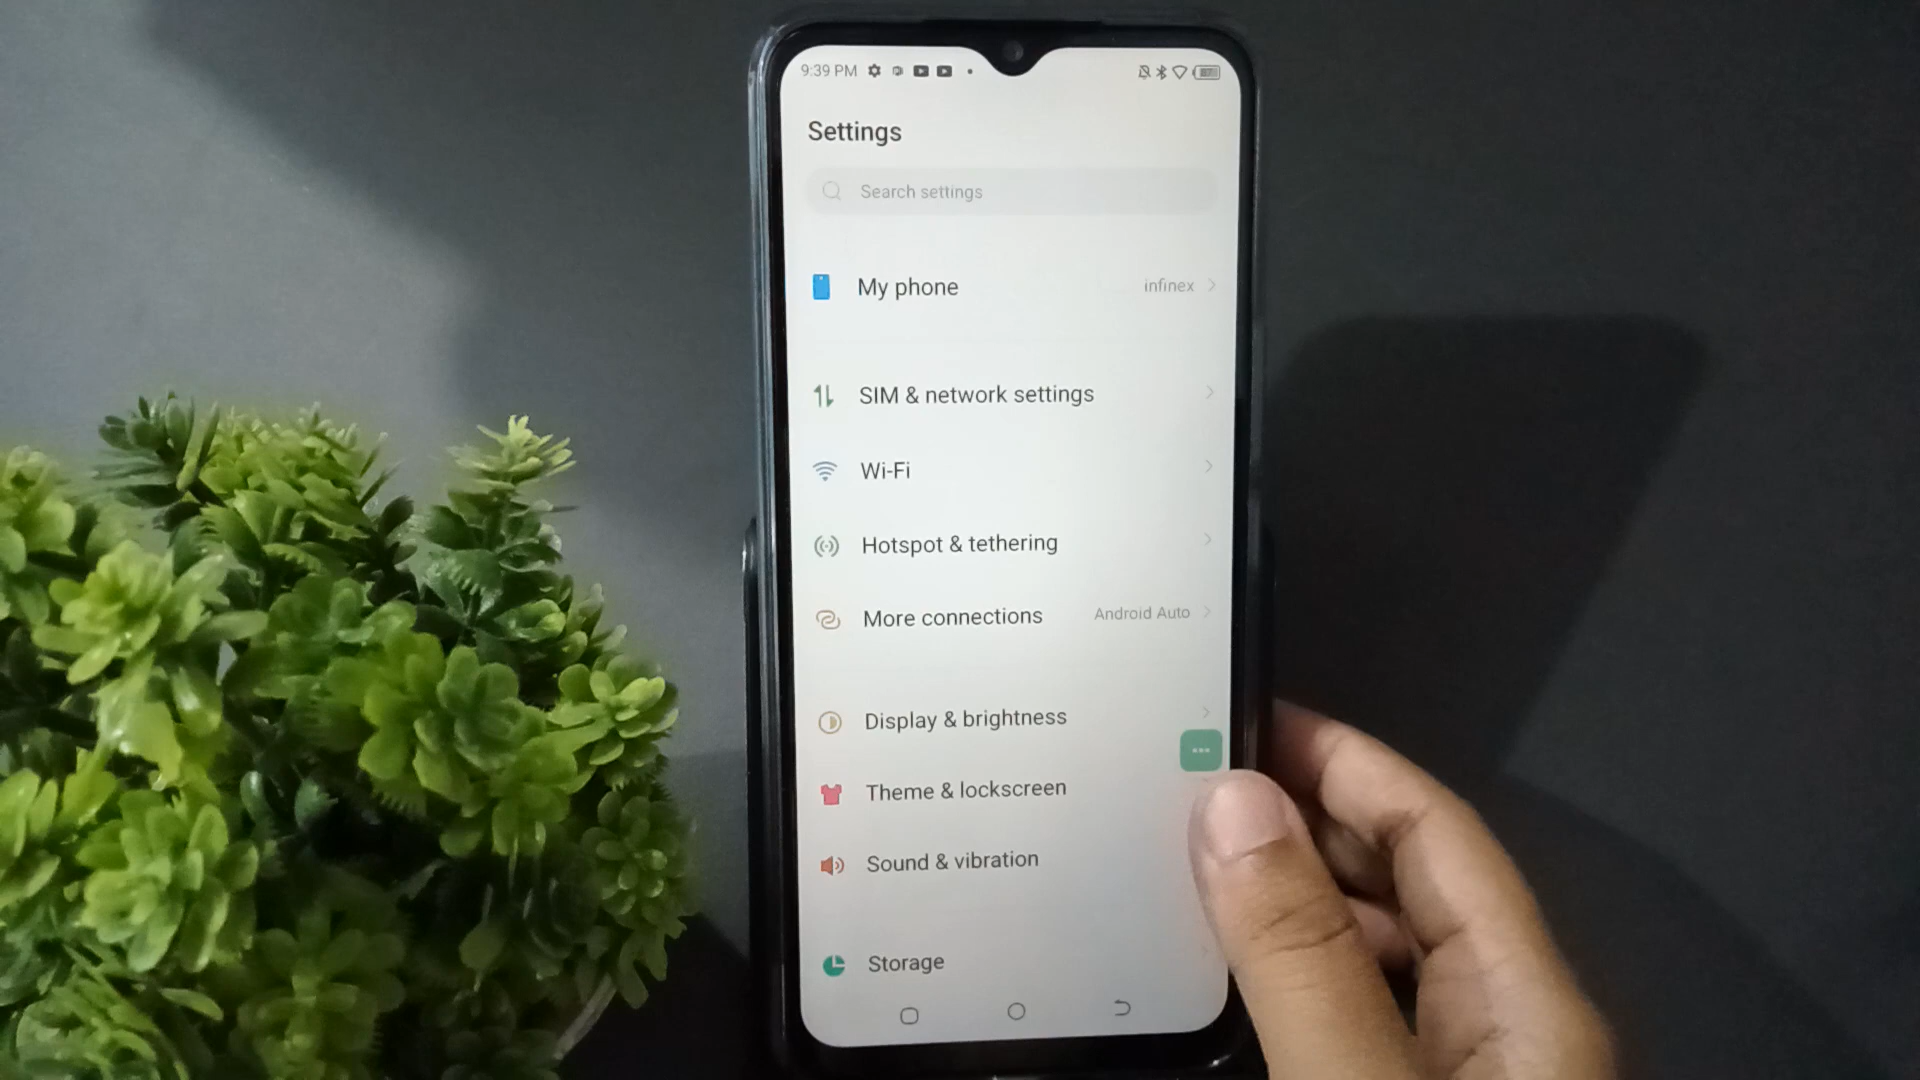 9:39 PM
Settings
Search settings
My phone infinex
SIM & network settings
Wi-Fi
Hotspot & tethering
More connections Android Auto
Display & brightness
Theme & lockscreen
Sound & vibration
Storage